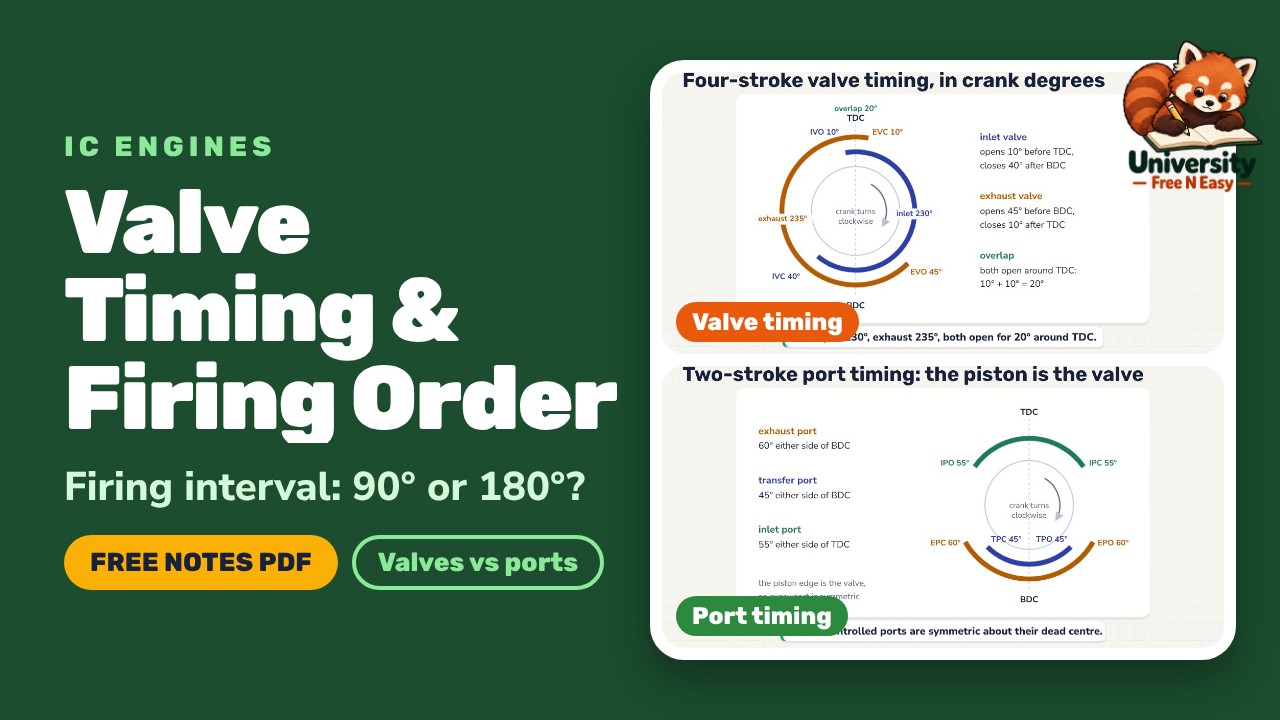 IC ENGINES
Valve
Timing &
Firing Order
Firing interval: 90° or 180°?
FREE NOTES PDF
Valves vs ports
Four-stroke valve timing, in crank degrees
overlap 20°
TDC
IVO 10°
EVC 10°
exhaust 235°
crank turns
clockwise
inlet 230°
IVC 40°
EVO 45°
BDC
inlet valve
opens 10° before TDC,
closes 40° after BDC
exhaust valve
opens 45° before BDC,
closes 10° after TDC
overlap
both open around TDC:
10° + 10° = 20°
Valve timing
230°, exhaust 235°, both open for 20° around TDC.
University
Free N Easy
Two-stroke port timing: the piston is the valve
exhaust port
60° either side of BDC
transfer port
45° either side of BDC
inlet port
55° either side of TDC
the piston edge is the valve,
TDC
IPO 55°
IPC 55°
crank turns
clockwise
TPC 45°
TPO 45°
EPC 60°
EPO 60°
BDC
Port timing
ports are symmetric about their dead centre.